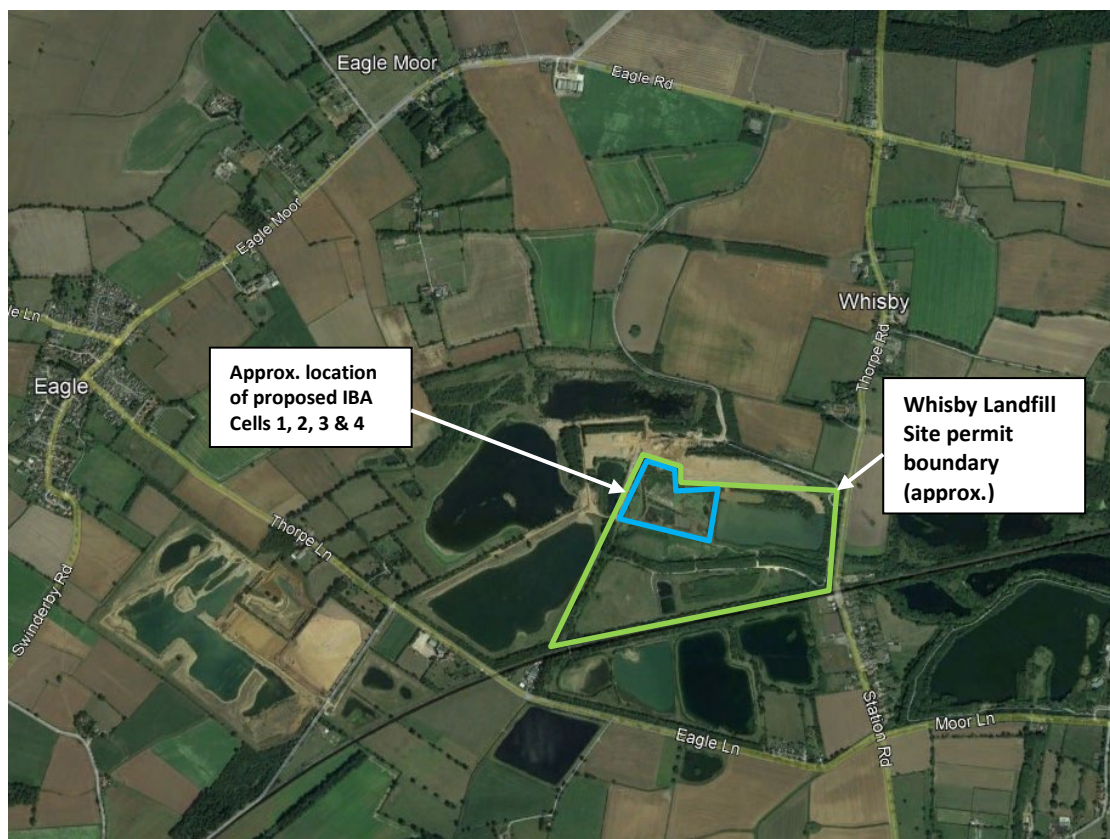 Eagle Moor
Eagle Rd
Eagle Moor
Whisby
Thorpe Rd
le Ln
Eagle
Approx. location
of proposed IBA
Cells 1, 2, 3 & 4
Whisby Landfill
Site permit
boundary
(approx.)
Thorpe Ln
Swinderby Rd
Eagle Ln
Station Rd
Moor Ln